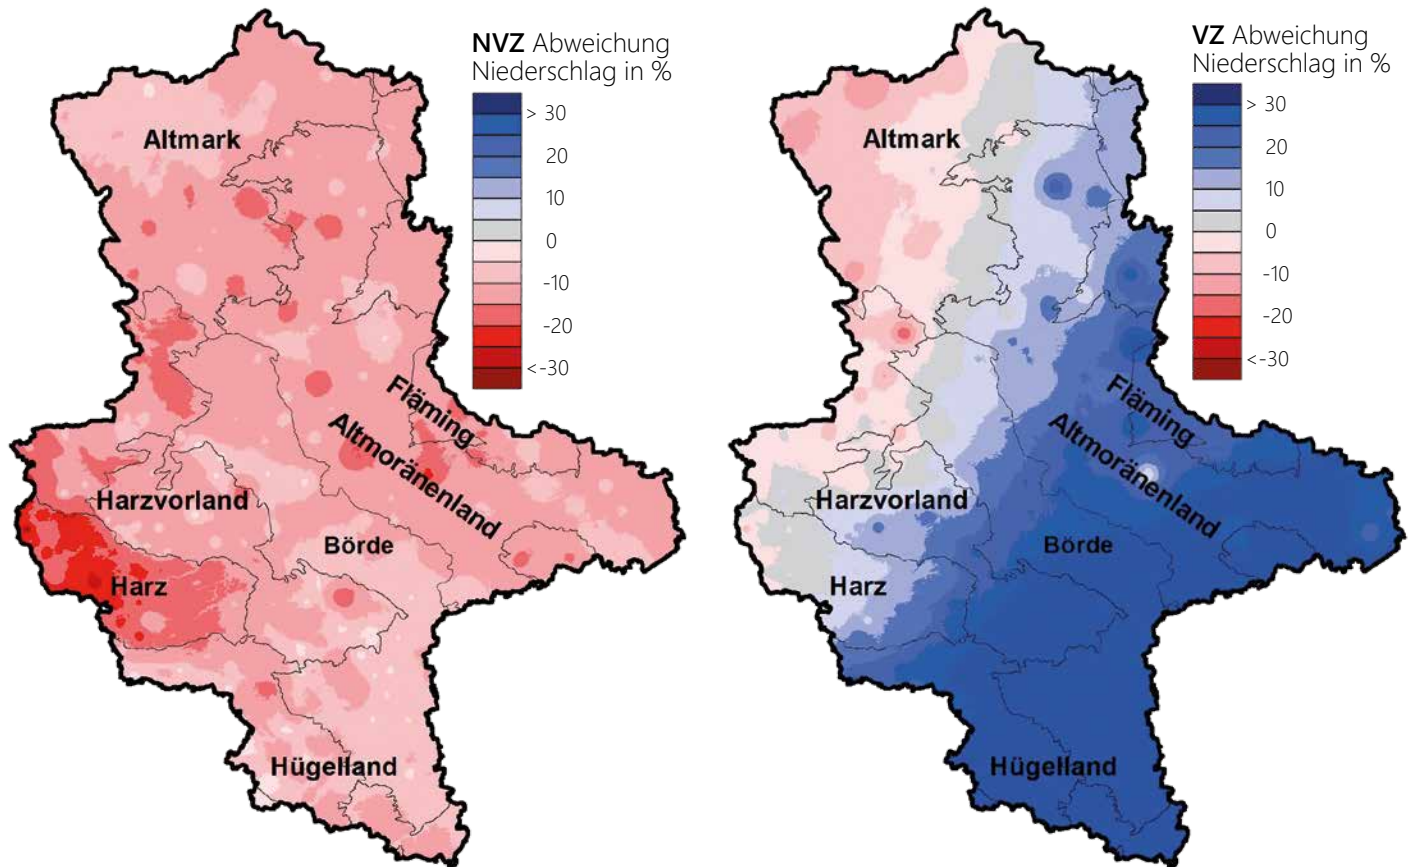 NVZ Abweichung
Niederschlag in %
> 30
20
10
0
-10
-20
<-30
Altmark
Fläming
Altmoränenland
Harzvorland
Börde
Harz
Hügelland
VZ Abweichung
Niederschlag in %
> 30
20
10
0
-10
-20
<-30
Altmark
Fläming
Altmoränenland
Harzvorland
Börde
Harz
Hügelland